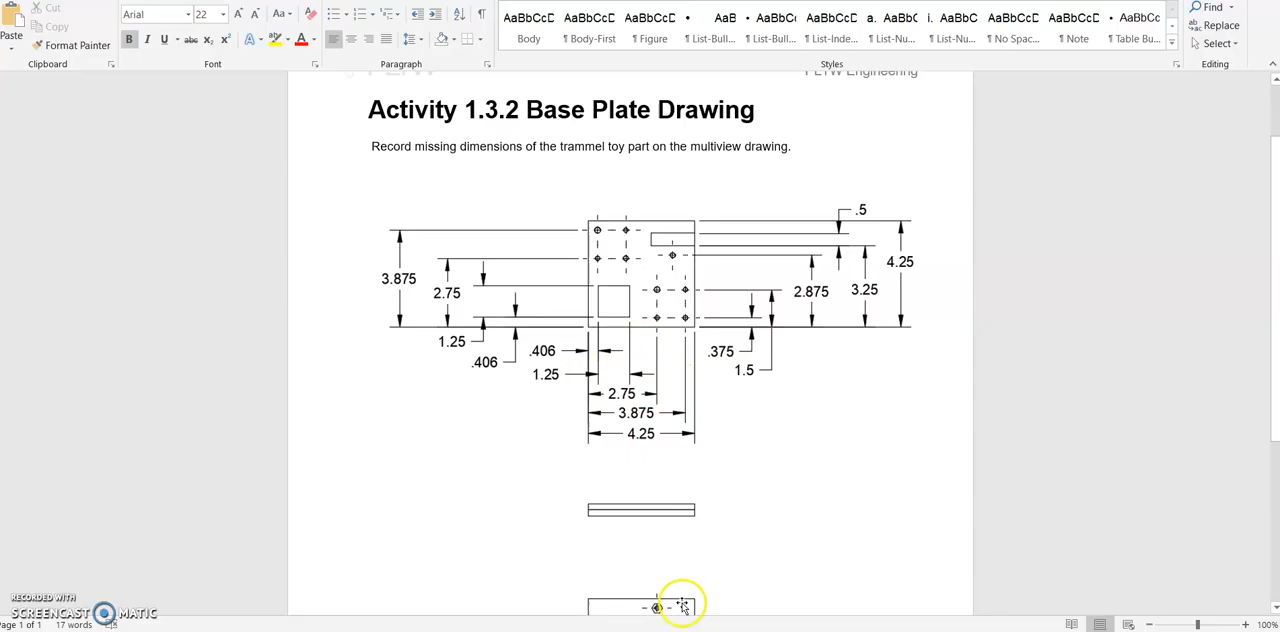 Cut
Copy
Format Painter
Paste
Clipboard
Arial 22
Font
Paragraph
AaBbCcD AaBbCcD AaBbCcD • AaB • AaBbCc AaBbCcD a. AaBbC i. AaBbC AaBbCcD AaBbCcD • AaBbCc
Body ¶ Body-First ¶ Figure ¶ List-Bull... ¶ List-Bull... ¶ List-Inde... ¶ List-Nu... ¶ List-Nu... ¶ No Spac... ¶ Note ¶ Table Bu...
Styles
Find
Replace
Select
Editing
PLTW Engineering
Activity 1.3.2 Base Plate Drawing
Record missing dimensions of the trammel toy part on the multiview drawing.
.5
3.875
2.75
1.25
.406
.406
1.25
2.75
3.875
4.25
4.25
3.25
2.875
.375
1.5
RECORDED WITH
SCREENCAST MATIC
Page 1 of 1 17 words
100%